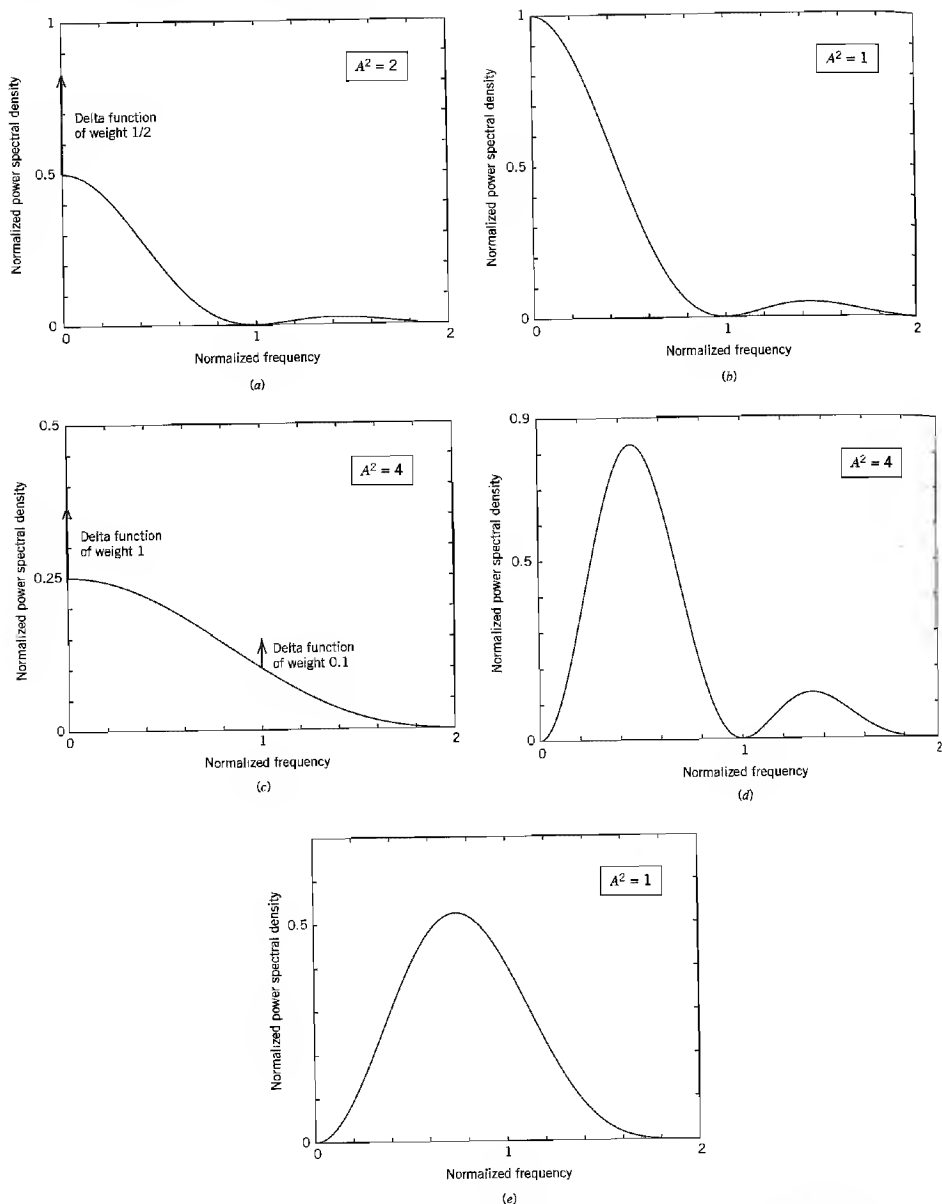 1
A² = 2
Delta function
of weight 1/2
0.5
0
0
1
2
Normalized power spectral density
Normalized frequency
(a)
1
A² = 1
0.5
0
0
1
2
Normalized power spectral density
Normalized frequency
(b)
0.5
A² = 4
Delta function
of weight 1
0.25
Delta function
of weight 0.1
0
0
1
2
Normalized power spectral density
Normalized frequency
(c)
0.9
A² = 4
0.5
0
0
1
2
Normalized power spectral density
Normalized frequency
(d)
A² = 1
0.5
0
0
1
2
Normalized power spectral density
Normalized frequency
(e)